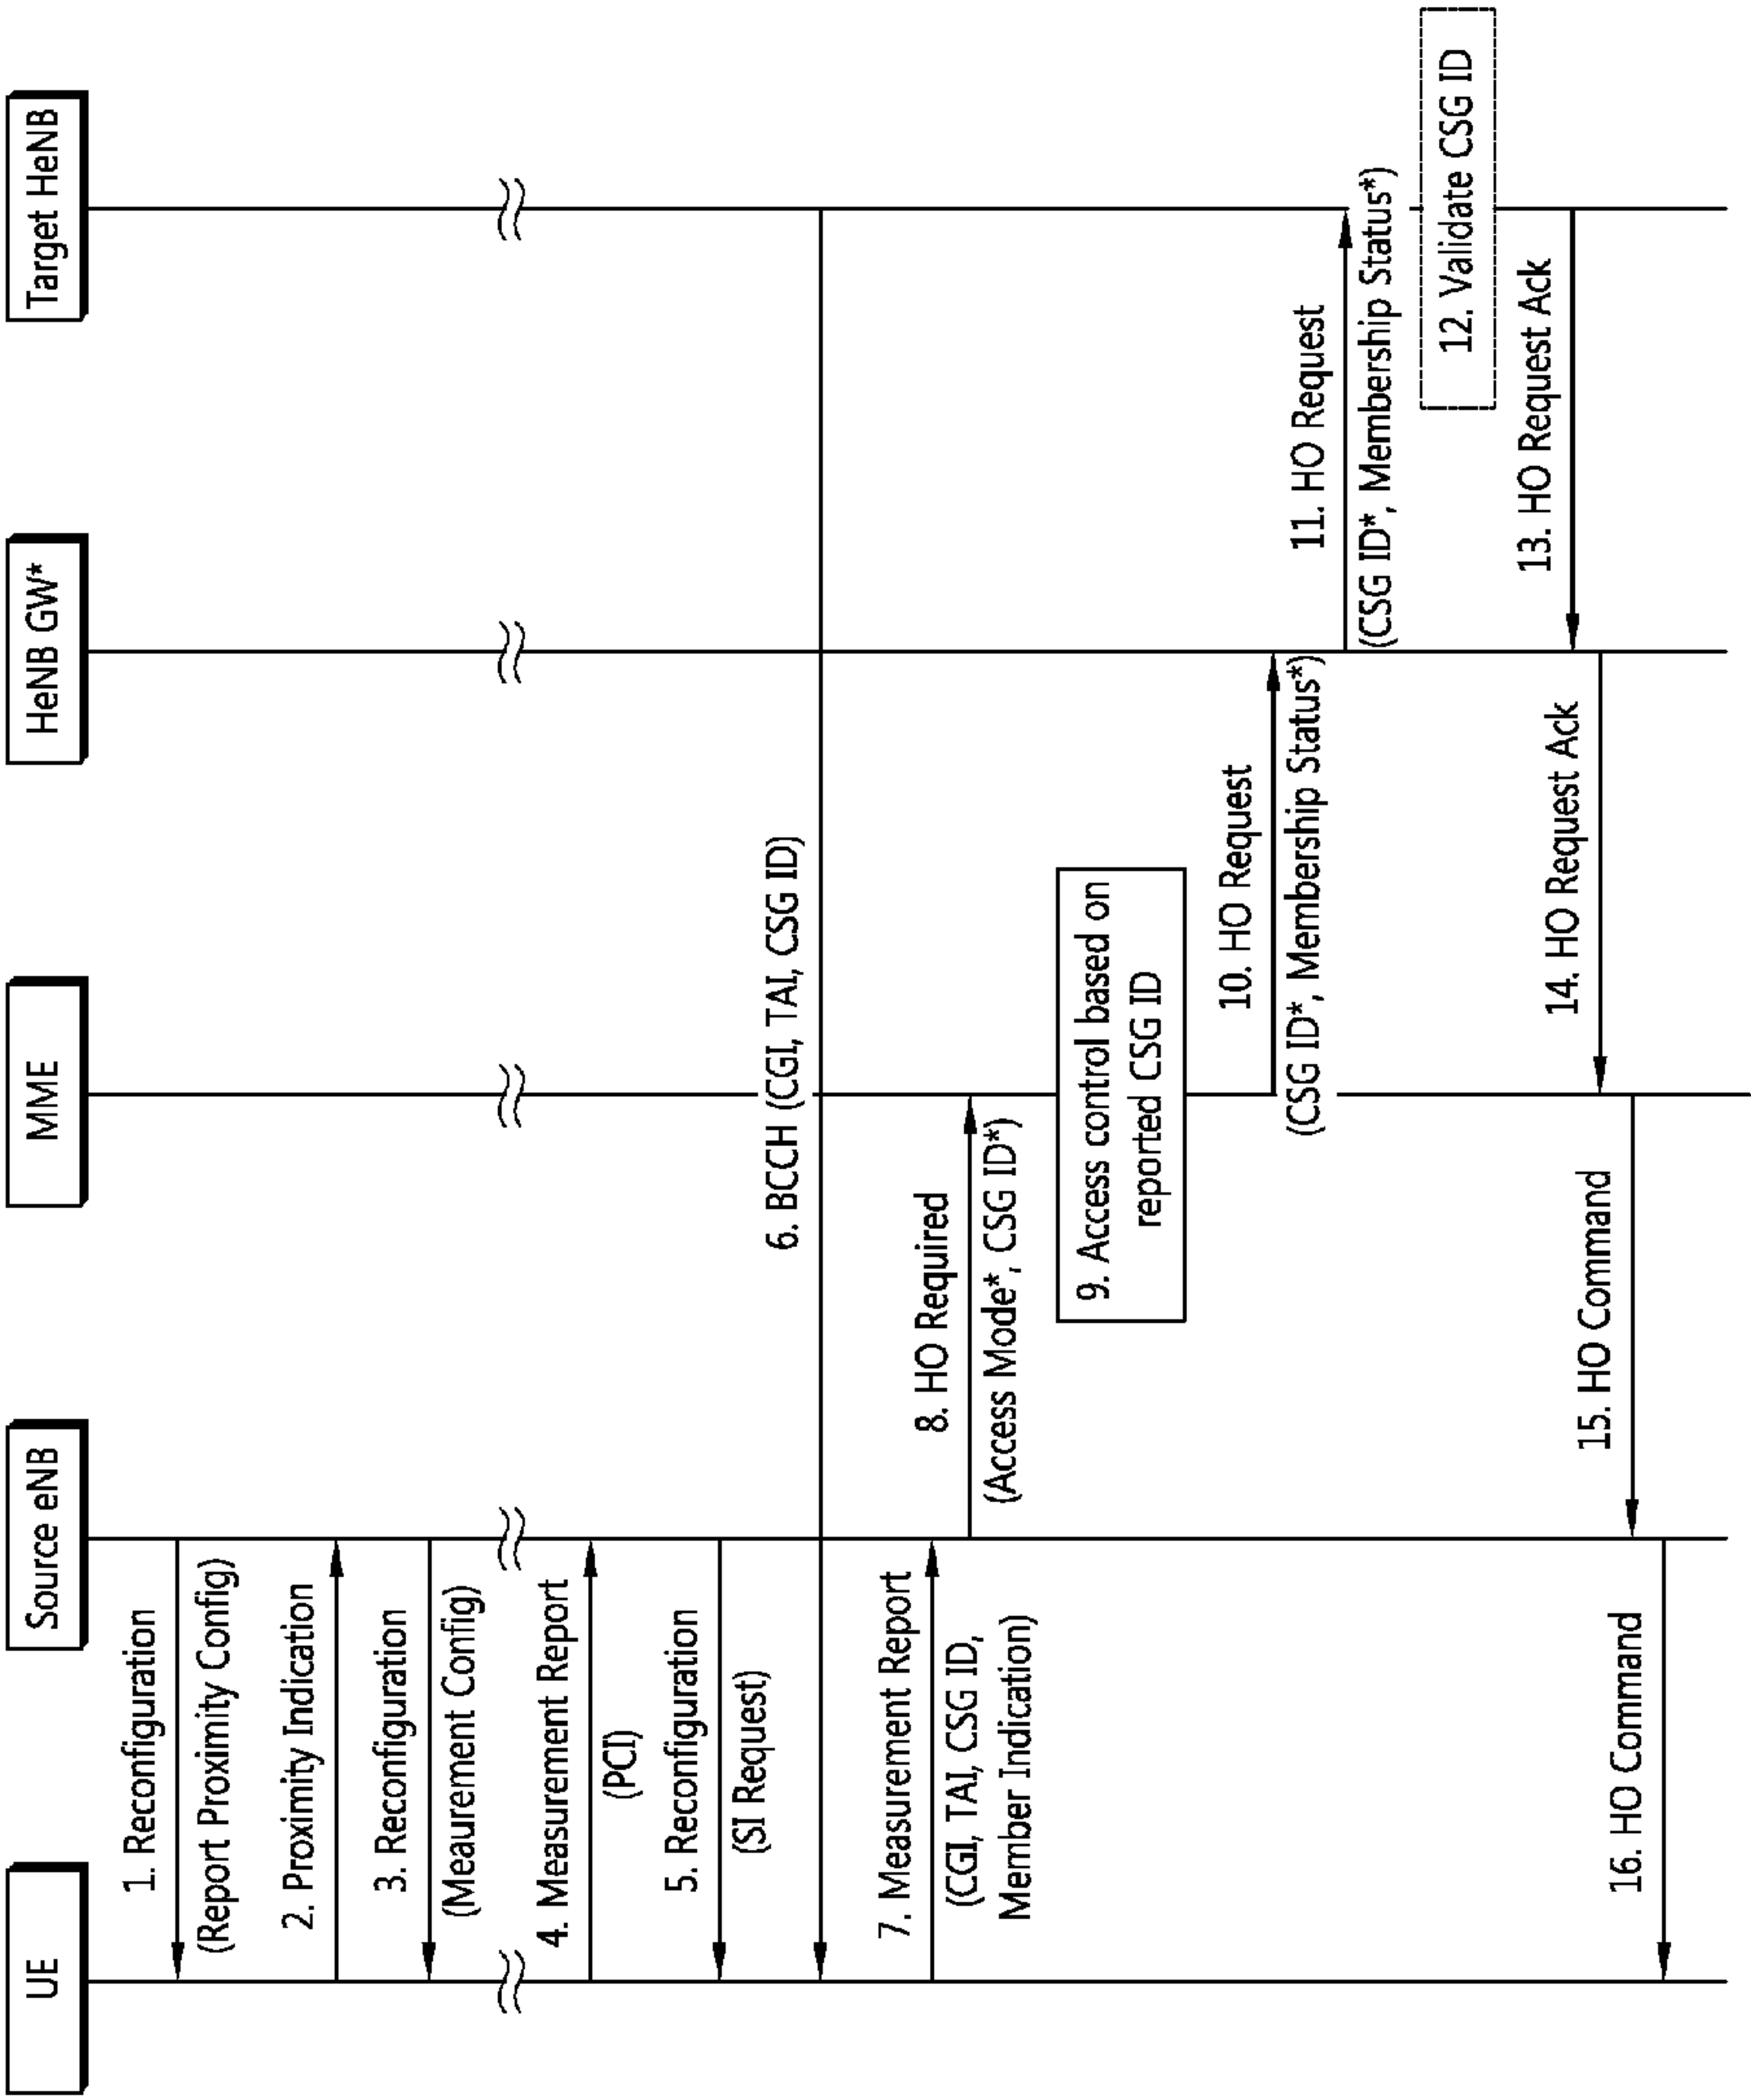 UE
Source eNB
MME
HeNB GW*
Target HeNB
1. Reconfiguration
(Report Proximity Config)
2. Proximity Indication
3. Reconfiguration
(Meaurement Config)
4. Measurement Report
(PCI)
5. Reconfiguration
(SI Request)
6. BCCH (CGI, TAI, CSG ID)
7. Measurement Report
(CGI, TAI, CSG ID,
Member Indication)
8. HO Required
(Access Mode*, CSG ID*)
9. Access control based on
reported CSG ID
10. HO Request
(CSG ID*, Membership Status*)
11. HO Request
(CSG ID*, Membership Status*)
12. Validate CSG ID
13. HO Request Ack
14. HO Request Ack
15. HO Command
16. HO Command